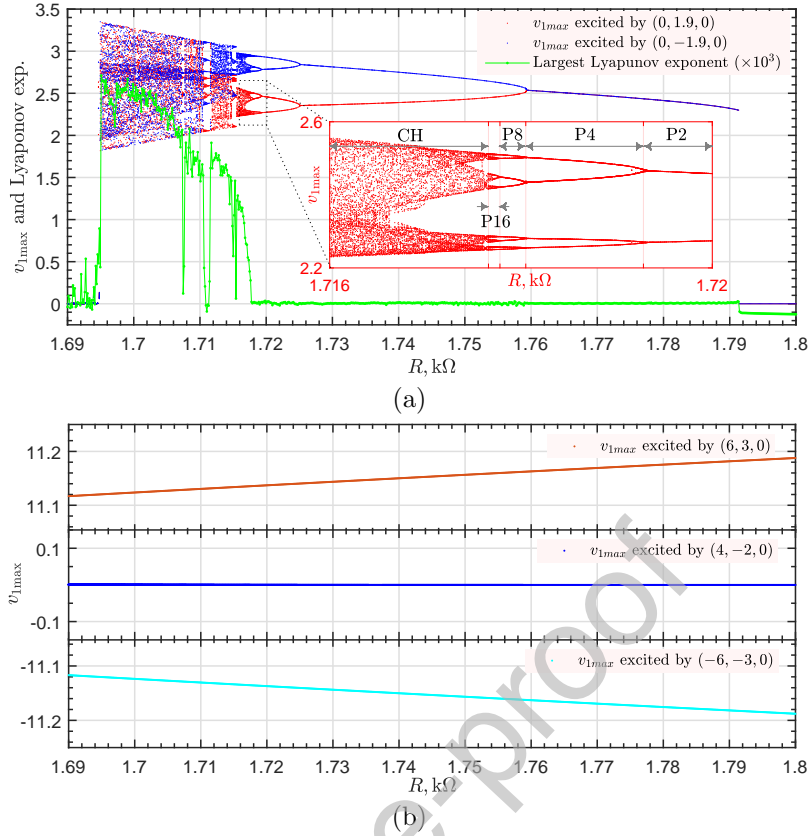 v1max excited by (0, 1.9, 0)
v1max excited by (0, −1.9, 0)
Largest Lyapunov exponent (×10³)
v1max and Lyaponov exp.
3.5
3
2.5
2
1.5
1
0.5
0
2.6
CH
P8
P4
P2
v1max
P16
2.2
1.716
R, kΩ
1.72
1.69
1.7
1.71
1.72
1.73
1.74
1.75
1.76
1.77
1.78
1.79
1.8
R, kΩ
(a)
11.2
11.1
v1max excited by (6, 3, 0)
0.1
-0.1
v1max excited by (4, −2, 0)
v1max
-11.1
-11.2
v1max excited by (−6, −3, 0)
1.69
1.7
1.71
1.72
1.73
1.74
1.75
1.76
1.77
1.78
1.79
1.8
R, kΩ
(b)
e-proof